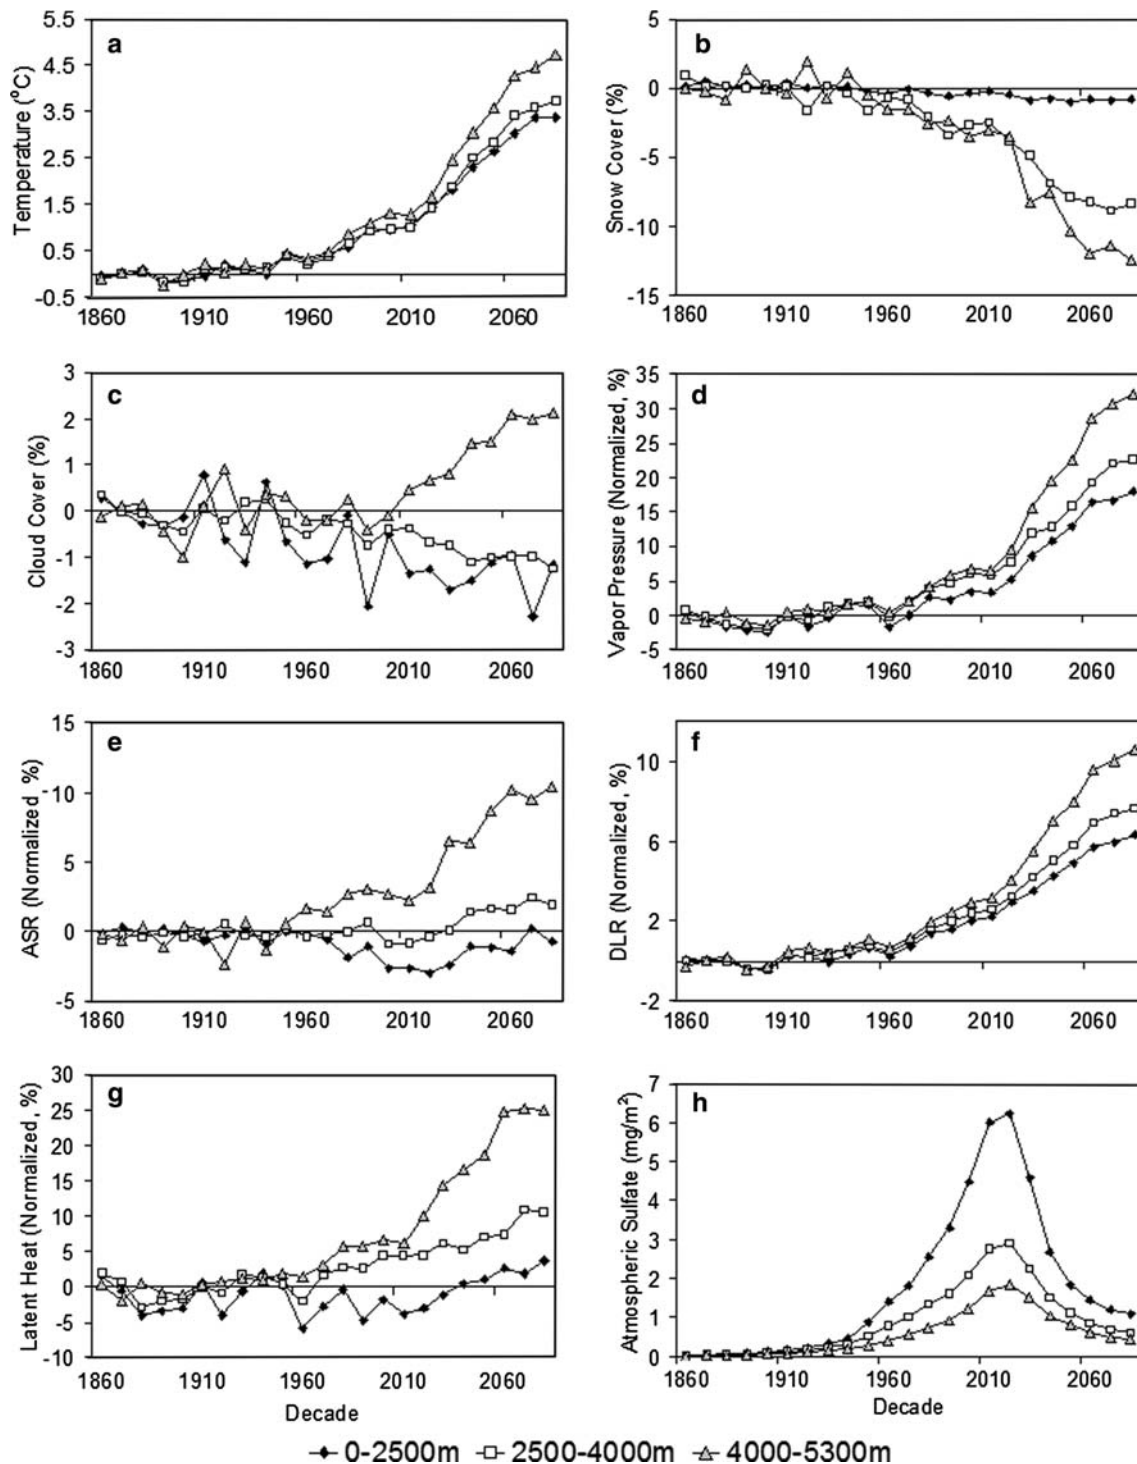 a
Temperature (°C)
5.5
4.5
3.5
2.5
1.5
0.5
-0.5
1860 1910 1960 2010 2060
b
Snow Cover (%)
5
0
-5
-10
-15
1860 1910 1960 2010 2060
c
Cloud Cover (%)
3
2
1
0
-1
-2
-3
1860 1910 1960 2010 2060
d
Vapor Pressure (Normalized, %)
35
30
25
20
15
10
5
0
-5
1860 1910 1960 2010 2060
e
ASR (Normalized %)
15
10
5
0
-5
1860 1910 1960 2010 2060
f
DLR (Normalized, %)
10
6
2
-2
1860 1910 1960 2010 2060
g
Latent Heat (Normalized, %)
30
25
20
15
10
5
0
-5
-10
1860 1910 1960 2010 2060
Decade
h
Atmospheric Sulfate (mg/m²)
7
6
5
4
3
2
1
0
1860 1910 1960 2010 2060
Decade
0-2500m 2500-4000m 4000-5300m